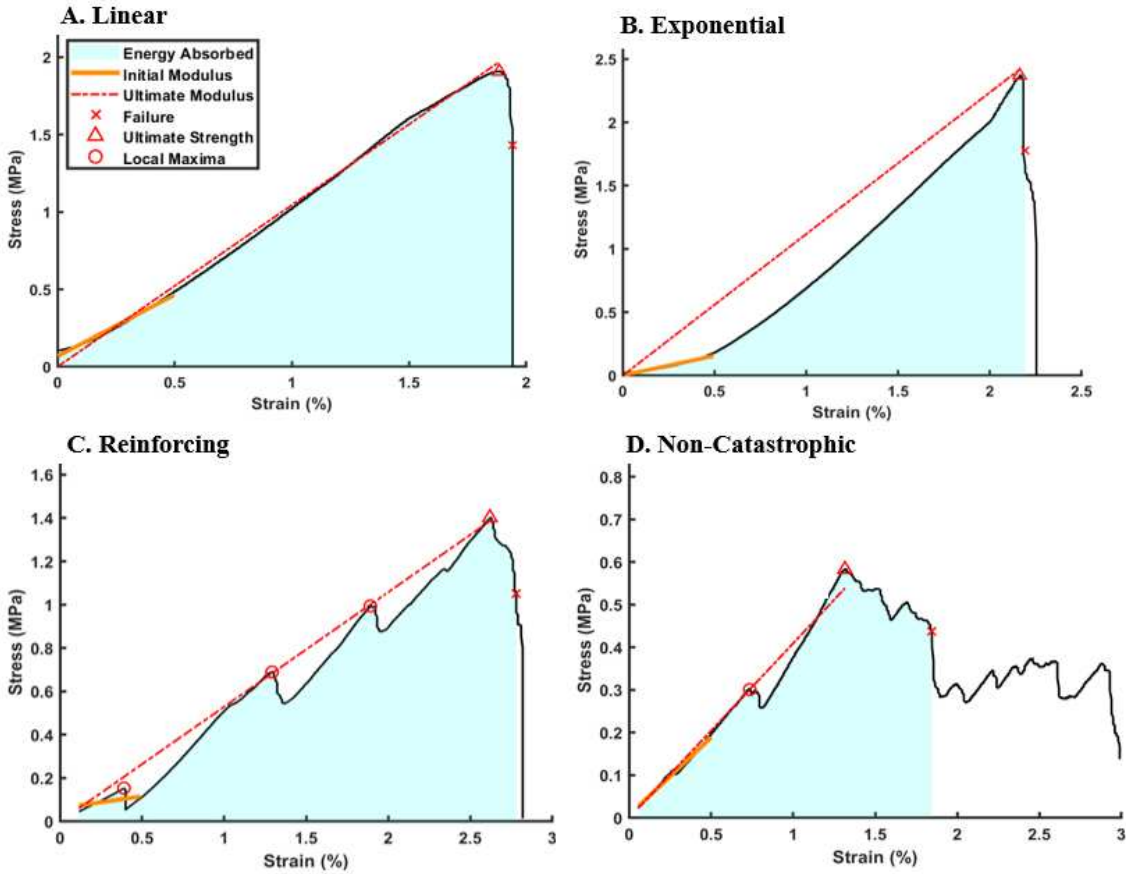 A. Linear
Stress (MPa)
2
1.5
1
0.5
0
Energy Absorbed
Initial Modulus
Ultimate Modulus
Failure
Ultimate Strength
Local Maxima
0 0.5 1 1.5 2
Strain (%)
B. Exponential
Stress (MPa)
2.5
2
1.5
1
0.5
0
0 0.5 1 1.5 2 2.5
Strain (%)
C. Reinforcing
Stress (MPa)
1.6
1.4
1.2
1
0.8
0.6
0.4
0.2
0
0 0.5 1 1.5 2 2.5 3
Strain (%)
D. Non-Catastrophic
Stress (MPa)
0.8
0.7
0.6
0.5
0.4
0.3
0.2
0.1
0
0 0.5 1 1.5 2 2.5 3
Strain (%)